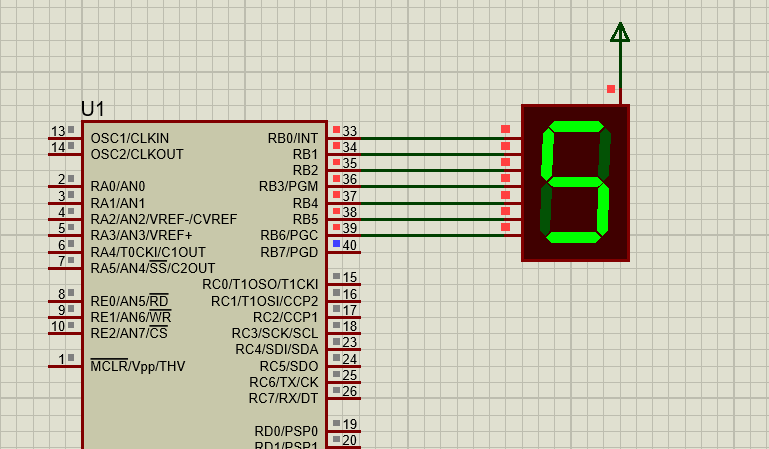 U1
13 OSC1/CLKIN RB0/INT 33
14 OSC2/CLKOUT RB1 34
RB2 35
2 RA0/AN0 RB3/PGM 36
3 RA1/AN1 RB4 37
4 RA2/AN2/VREF-/CVREF RB5 38
5 RA3/AN3/VREF+ RB6/PGC 39
6 RA4/T0CKI/C1OUT RB7/PGD 40
7 RA5/AN4/SS/C2OUT
RC0/T1OSO/T1CKI 15
8 RE0/AN5/RD RC1/T1OSI/CCP2 16
9 RE1/AN6/WR RC2/CCP1 17
10 RE2/AN7/CS RC3/SCK/SCL 18
RC4/SDI/SDA 23
1 MCLR/Vpp/THV RC5/SDO 24
RC6/TX/CK 25
RC7/RX/DT 26
RD0/PSP0 19
RD1/PSP1 20
5